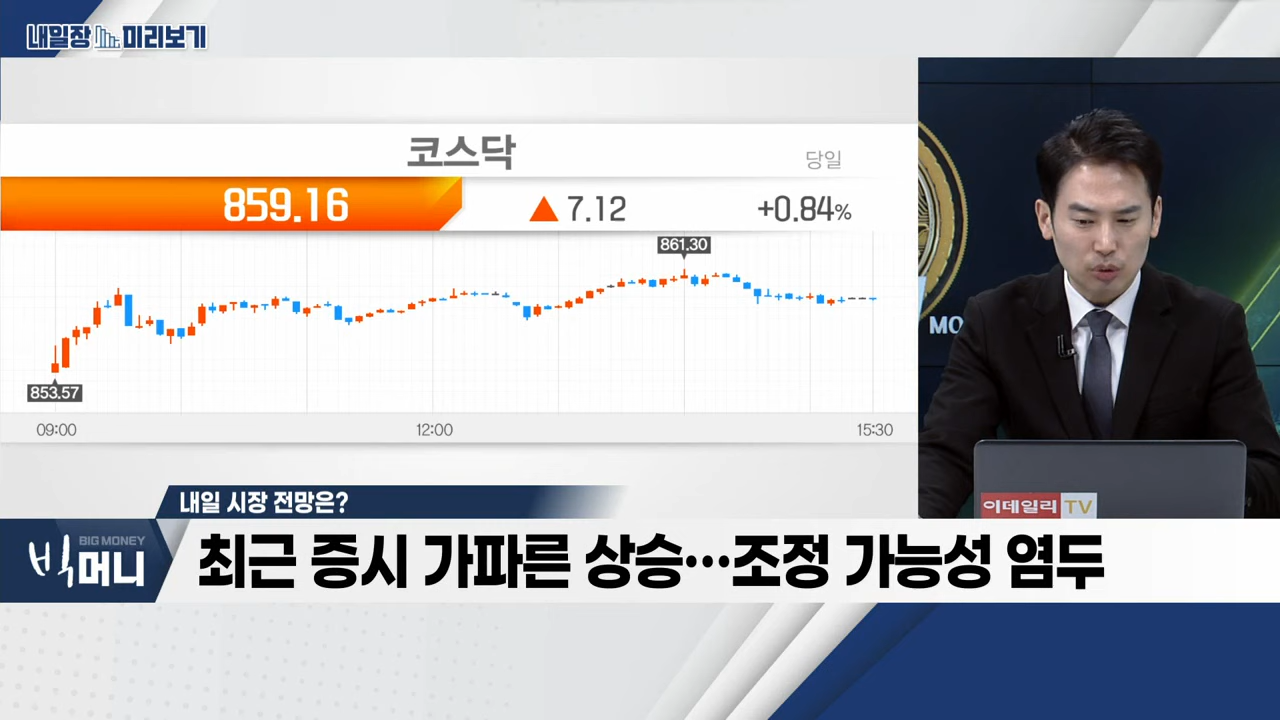 내일장 미리보기
코스닥
당일
859.16 ▲ 7.12 +0.84%
861.30
853.57
09:00 12:00 15:30
MO
이데일리 TV
내일 시장 전망은?
BIG MONEY
빅머니
최근 증시 가파른 상승…조정 가능성 염두